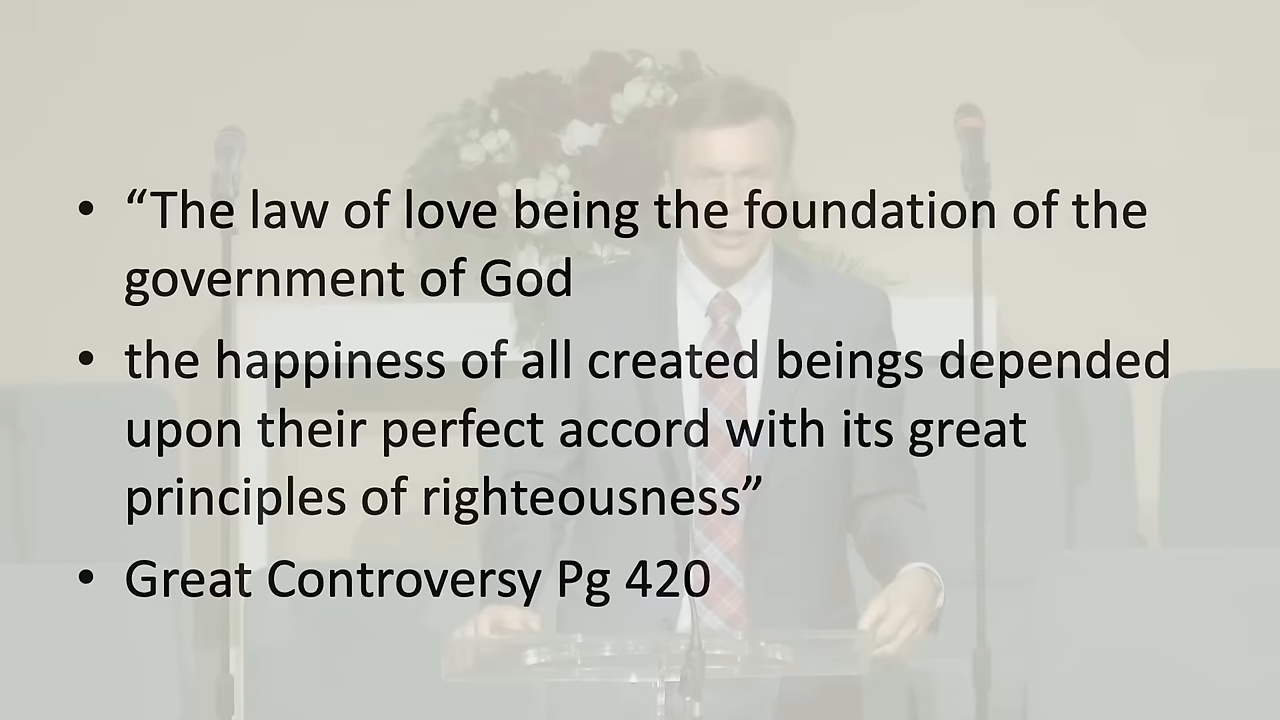 • “The law of love being the foundation of the
government of God
• the happiness of all created beings depended
upon their perfect accord with its great
principles of righteousness”
• Great Controversy Pg 420